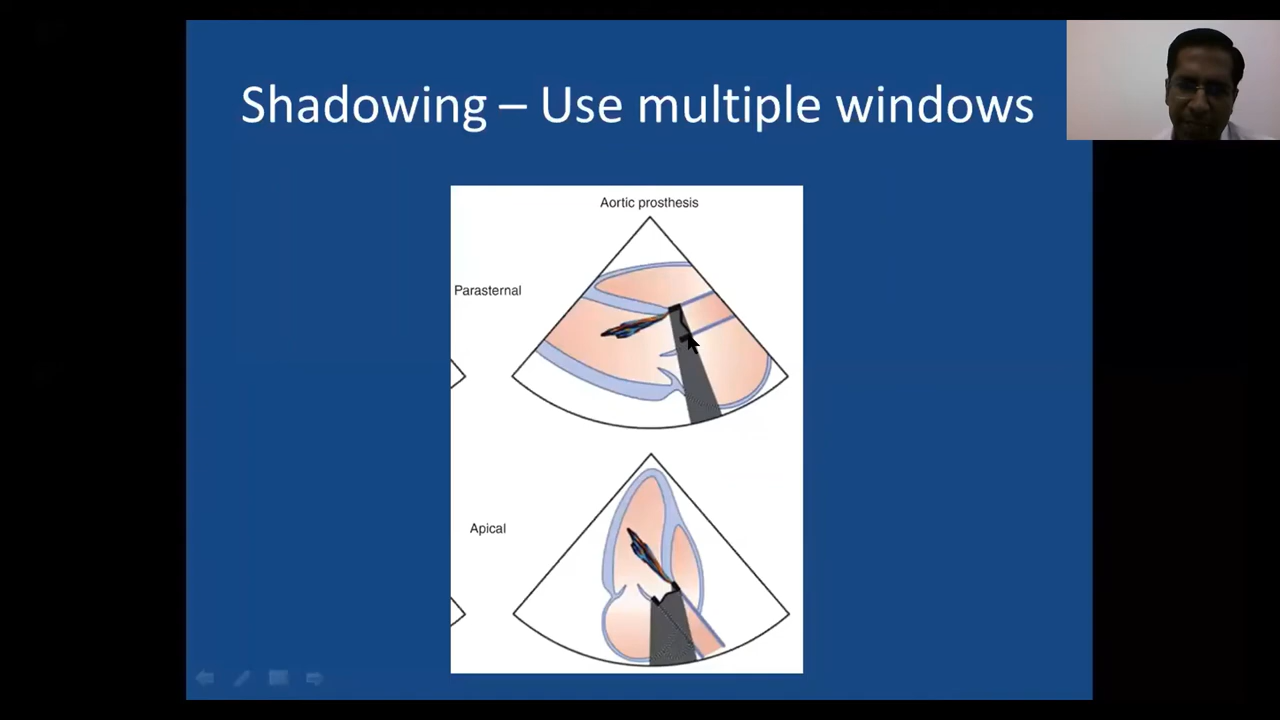 Shadowing – Use multiple windows
Aortic prosthesis
Parasternal
Apical